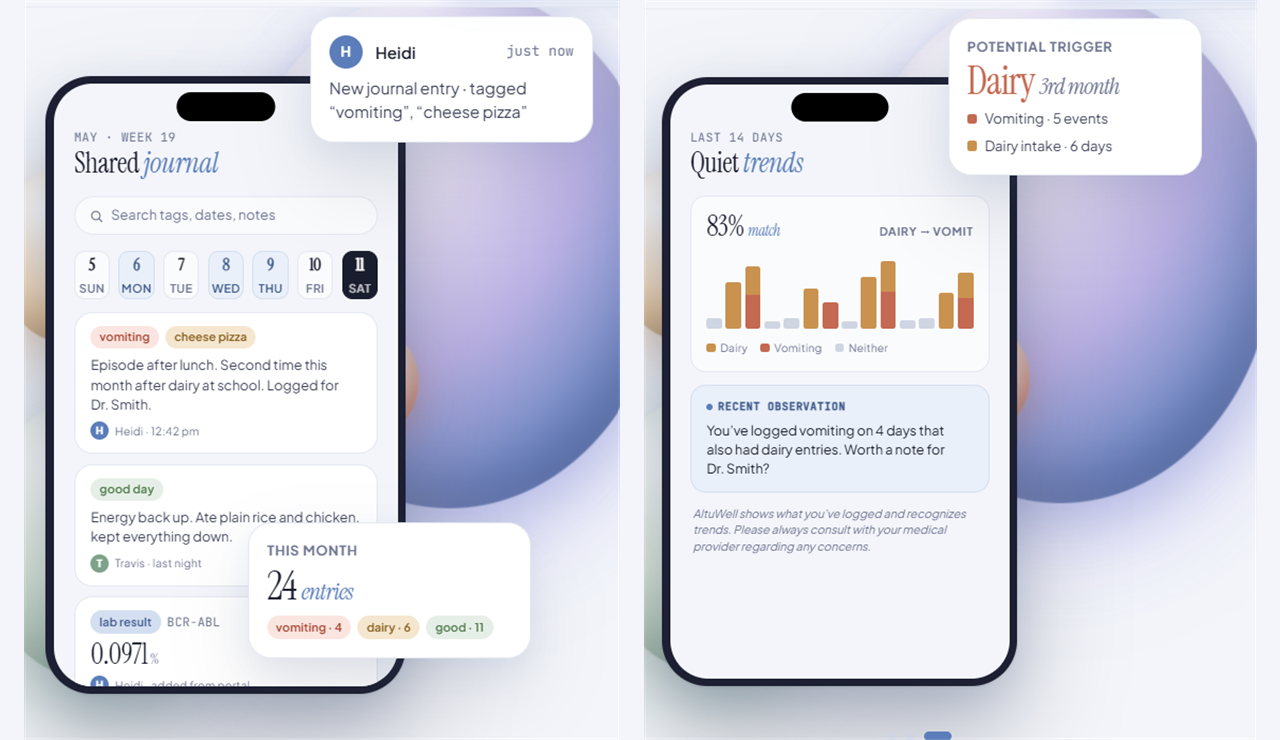 H Heidi just now
New journal entry · tagged
“vomiting”, “cheese pizza”
MAY · WEEK 19
Shared journal
Search tags, dates, notes
5 6 7 8 9 10 11
SUN MON TUE WED THU FRI SAT
vomiting cheese pizza
Episode after lunch. Second time this
month after dairy at school. Logged for
Dr. Smith.
H Heidi · 12:42 pm
good day
Energy back up. Ate plain rice and chicken,
kept everything down.
T Travis · last night
lab result BCR-ABL
0.0971%
H Heidi · added from portal
THIS MONTH
24 entries
vomiting · 4 dairy · 6 good · 11
POTENTIAL TRIGGER
Dairy 3rd month
Vomiting · 5 events
Dairy intake · 6 days
LAST 14 DAYS
Quiet trends
83% match DAIRY → VOMIT
Dairy Vomiting Neither
RECENT OBSERVATION
You’ve logged vomiting on 4 days that
also had dairy entries. Worth a note for
Dr. Smith?
AltuWell shows what you’ve logged and recognizes
trends. Please always consult with your medical
provider regarding any concerns.